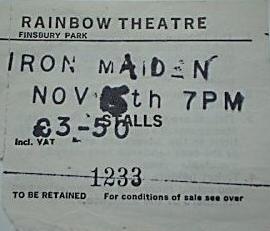 RAINBOW THEATRE
FINSBURY PARK
IRON MAIDEN
NOV th 7PM
£3-50
STALLS
Incl. VAT
1233
TO BE RETAINED For conditions of sale see over